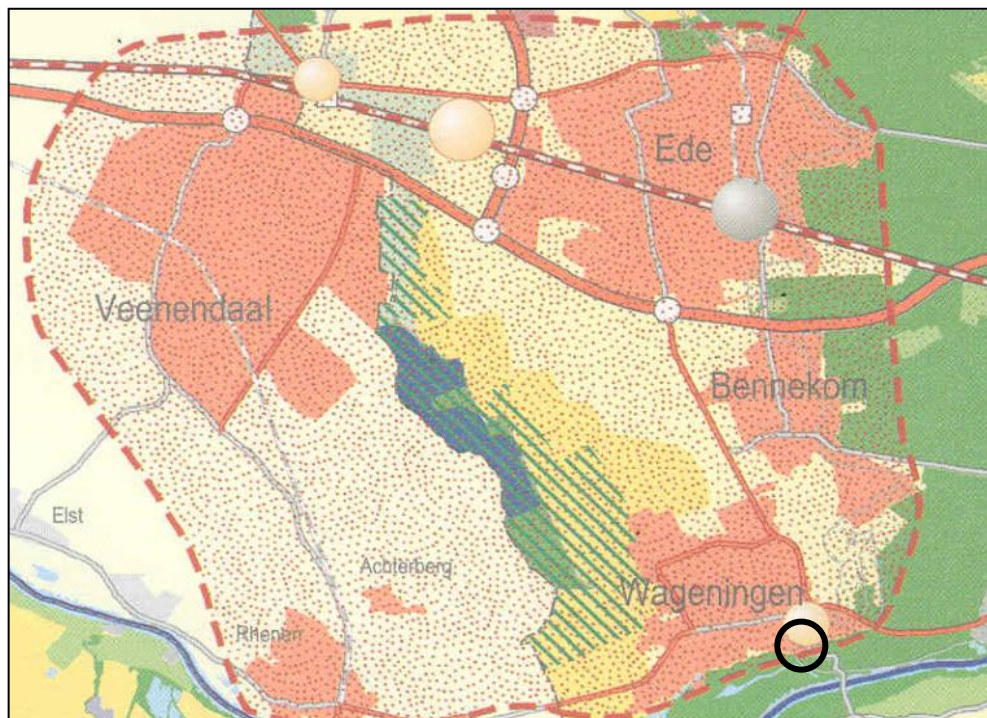 Ede
Veenendaal
Bennekom
Elst
Achterberg
Wageningen
Rhenen